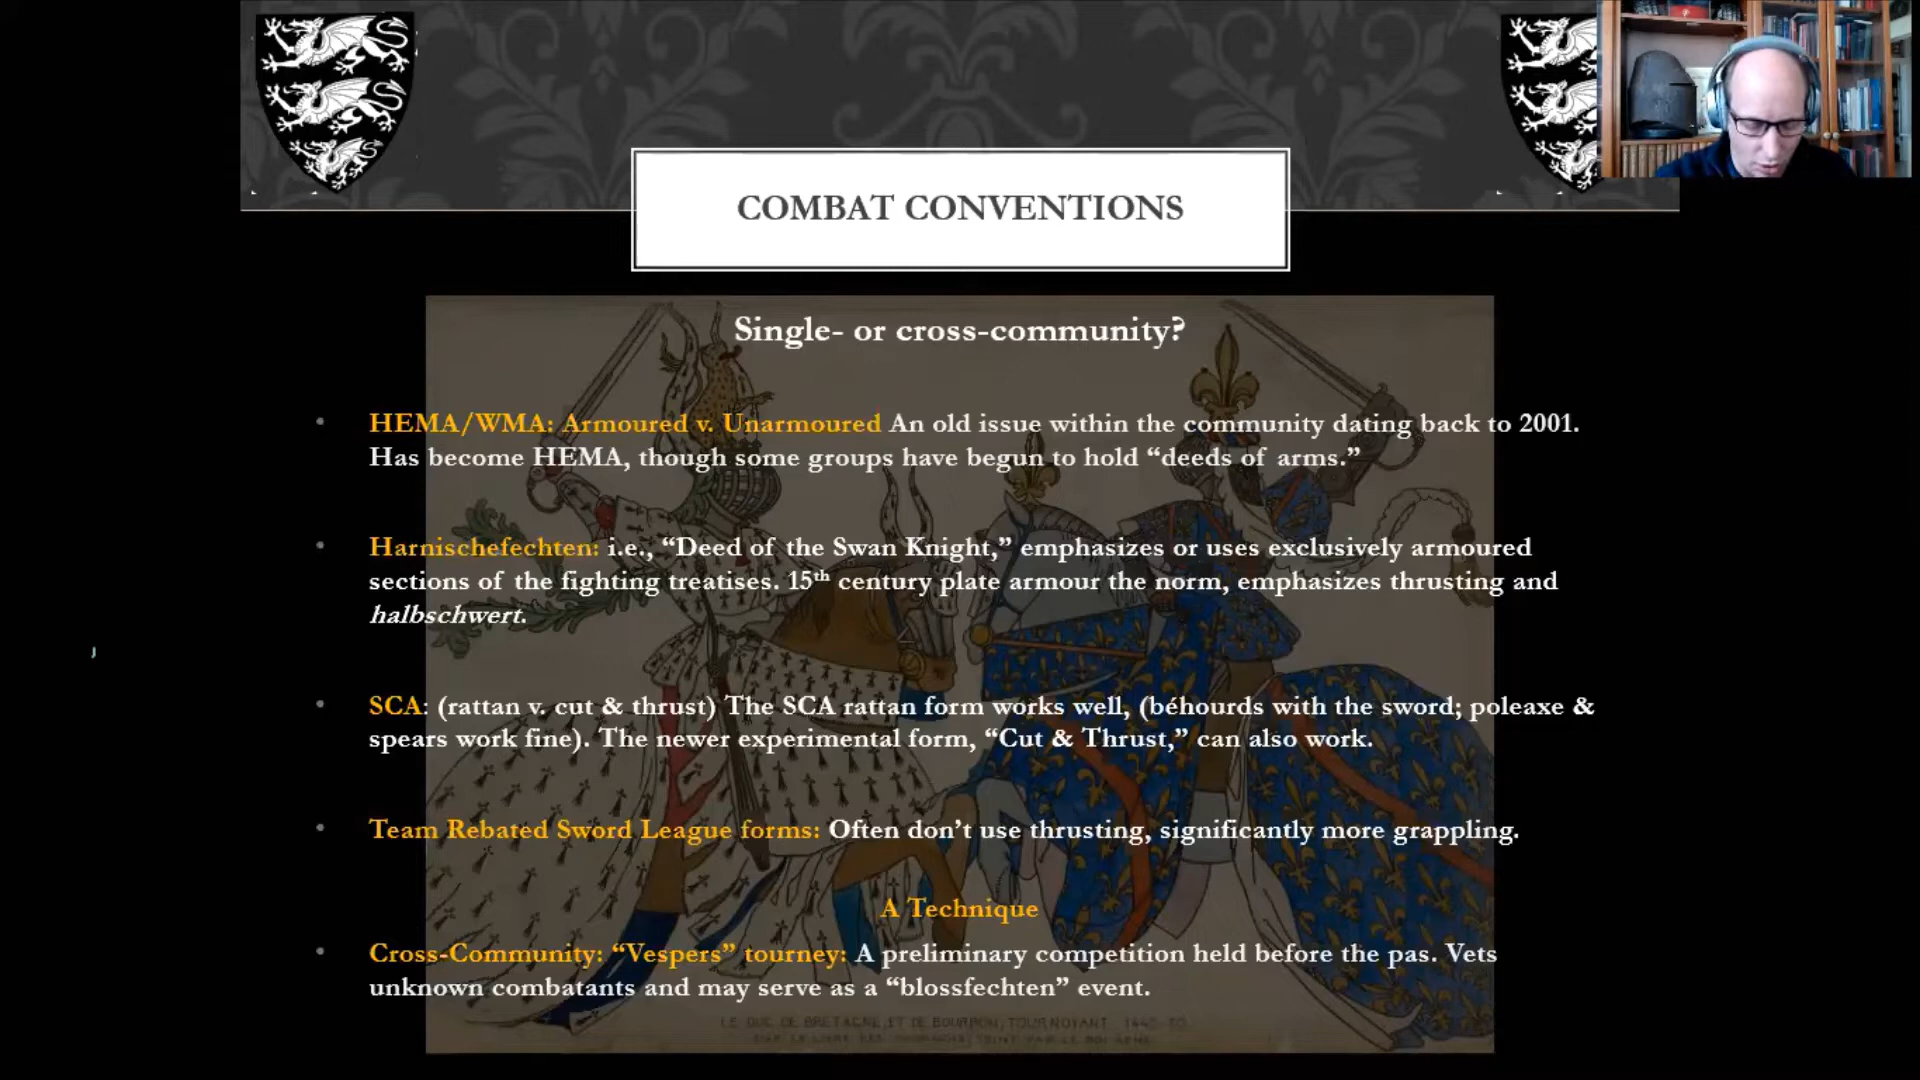 COMBAT CONVENTIONS
Single- or cross-community?
• HEMA/WMA: Armoured v. Unarmoured An old issue within the community dating back to 2001.
Has become HEMA, though some groups have begun to hold “deeds of arms.”
• Harnischefechten: i.e., “Deed of the Swan Knight,” emphasizes or uses exclusively armoured
sections of the fighting treatises. 15th century plate armour the norm, emphasizes thrusting and
halbschwert.
• SCA: (rattan v. cut & thrust) The SCA rattan form works well, (béhourds with the sword; poleaxe &
spears work fine). The newer experimental form, “Cut & Thrust,” can also work.
• Team Rebated Sword League forms: Often don’t use thrusting, significantly more grappling.
A Technique
• Cross-Community: “Vespers” tourney: A preliminary competition held before the pas. Vets
unknown combatants and may serve as a “blossfechten” event.
LE DUC DE BRETAGNE ET DE BOURBON, TOURNOYANT